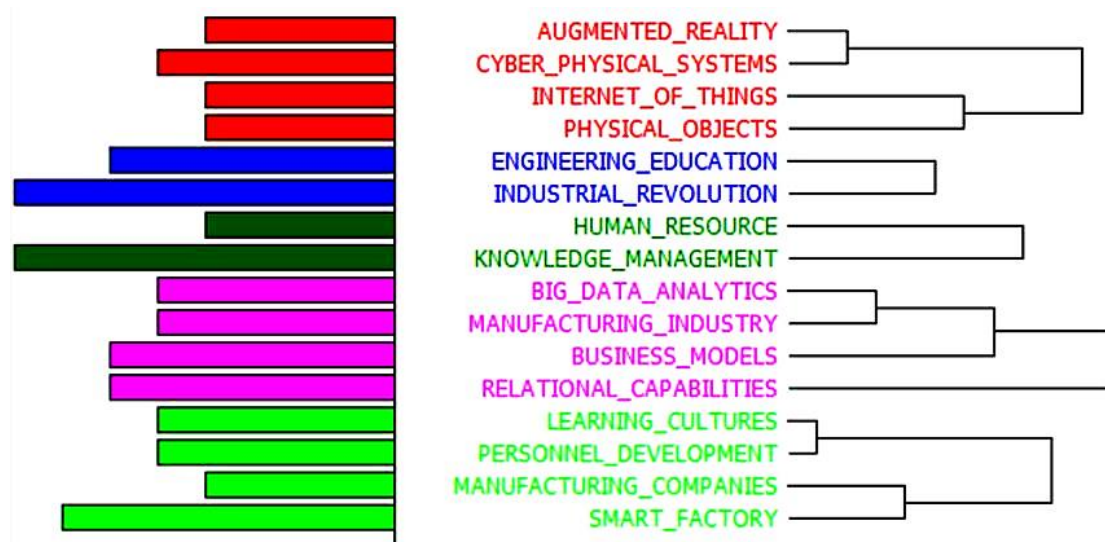 AUGMENTED_REALITY
CYBER_PHYSICAL_SYSTEMS
INTERNET_OF_THINGS
PHYSICAL_OBJECTS
ENGINEERING_EDUCATION
INDUSTRIAL_REVOLUTION
HUMAN_RESOURCE
KNOWLEDGE_MANAGEMENT
BIG_DATA_ANALYTICS
MANUFACTURING_INDUSTRY
BUSINESS_MODELS
RELATIONAL_CAPABILITIES
LEARNING_CULTURES
PERSONNEL_DEVELOPMENT
MANUFACTURING_COMPANIES
SMART_FACTORY